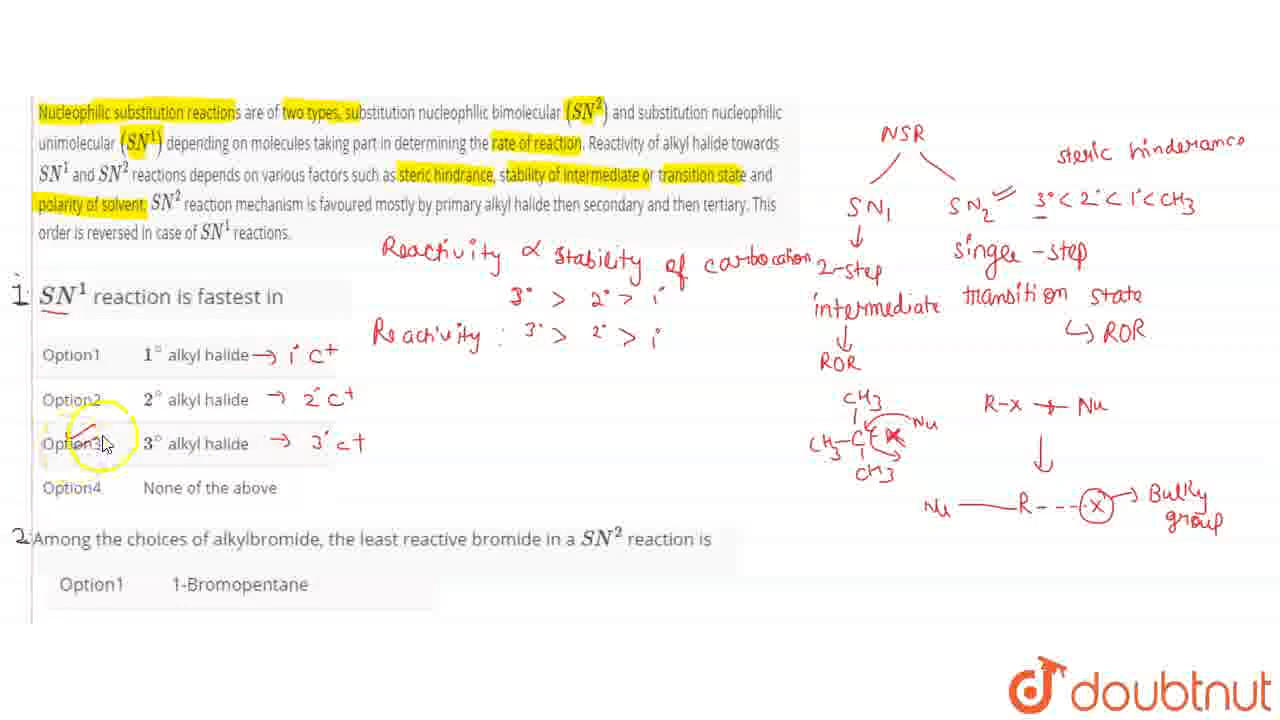 Nucleophilic substitution reactions are of two types, substitution nucleophilic bimolecular (SN²) and substitution nucleophilic
unimolecular (SN¹) depending on molecules taking part in determining the rate of reaction. Reactivity of alkyl halide towards
SN¹ and SN² reactions depends on various factors such as steric hindrance, stability of intermediate or transition state and
polarity of solvent. SN² reaction mechanism is favoured mostly by primary alkyl halide then secondary and then tertiary. This
order is reversed in case of SN¹ reactions.
NSR
steric hinderance
SN₁
SN₂ 3° < 2° < 1° < CH3
Reactivity ∝ stability of carbocation
3° > 2° > 1°
Reactivity : 3° > 2° > 1°
2-step
intermediate
ROR
singee-step
transition state
↳ ROR
1. SN¹ reaction is fastest in
Option1 1° alkyl halide → 1° C+
Option2 2° alkyl halide → 2° C+
Option3 3° alkyl halide → 3° C+
Option4 None of the above
CH3
CH3-C X Nu
CH3
R-X + Nu
Nu — R --- X → Bulky
group
2 Among the choices of alkylbromide, the least reactive bromide in a SN² reaction is
Option1 1-Bromopentane
doubtnut